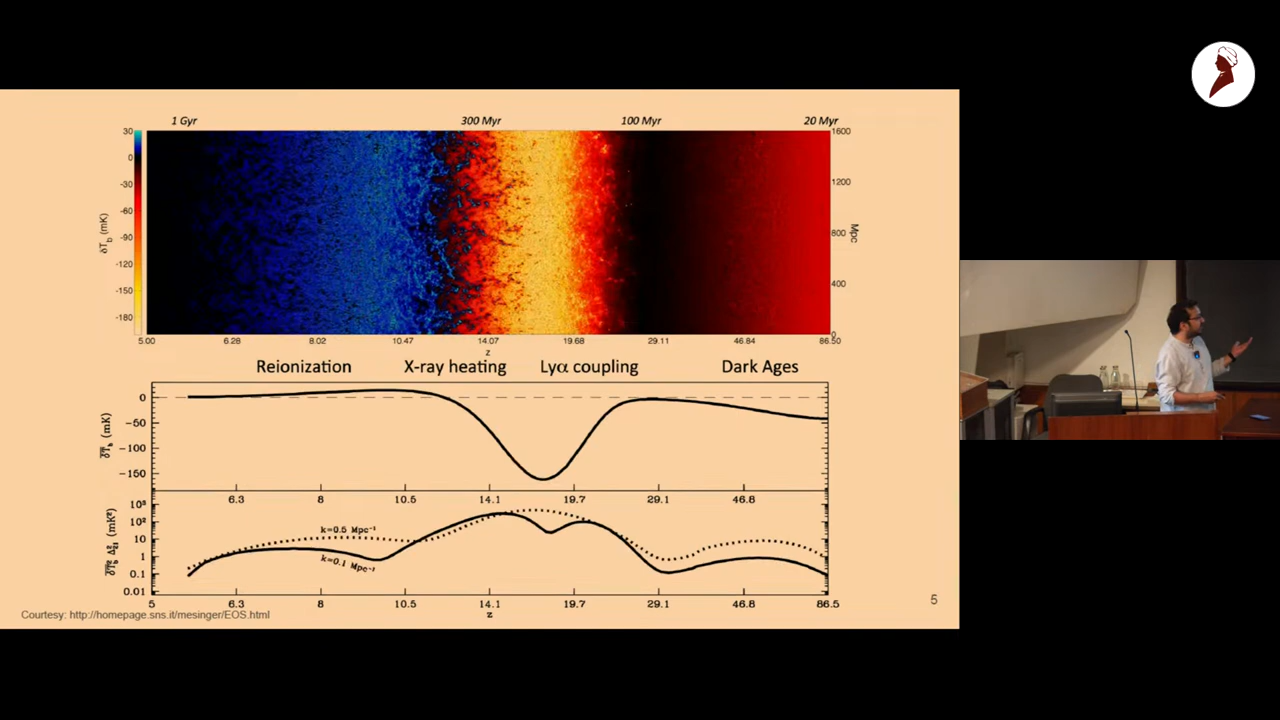 1 Gyr 300 Myr 100 Myr 20 Myr
30
0
-30
-60
-90
-120
-150
-180
δT_b (mK)
1600
1200
800
400
0
Mpc
5.00 6.28 8.02 10.47 14.07 19.68 29.11 46.84 86.50
z
Reionization X-ray heating Lyα coupling Dark Ages
0
−50
−100
−150
δT̅_b (mK)
6.3 8 10.5 14.1 19.7 29.1 46.8
10³
10²
10
1
0.1
0.01
δT̅_b² Δ²₂₁ (mK²)
k=0.5 Mpc⁻¹
k=0.1 Mpc⁻¹
5 6.3 8 10.5 14.1 19.7 29.1 46.8 86.5
z
Courtesy: http://homepage.sns.it/mesinger/EOS.html
5